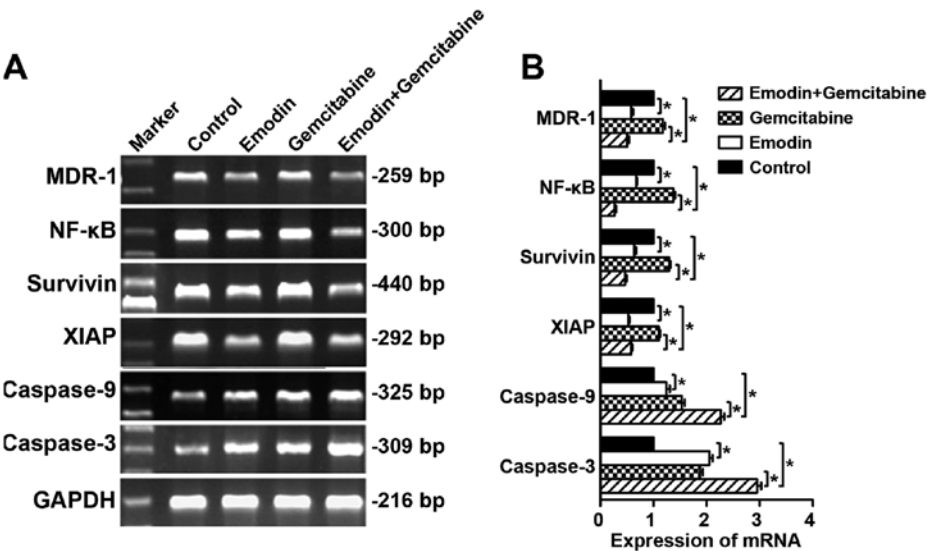 A
Marker
Control
Emodin
Gemcitabine
Emodin+Gemcitabine
MDR-1
-259 bp
NF-κB
-300 bp
Survivin
-440 bp
XIAP
-292 bp
Caspase-9
-325 bp
Caspase-3
-309 bp
GAPDH
-216 bp
B
MDR-1
* * *
NF-κB
* * *
Survivin
* * *
XIAP
* * *
Caspase-9
* * *
Caspase-3
* * *
Emodin+Gemcitabine
Gemcitabine
Emodin
Control
0 1 2 3 4
Expression of mRNA